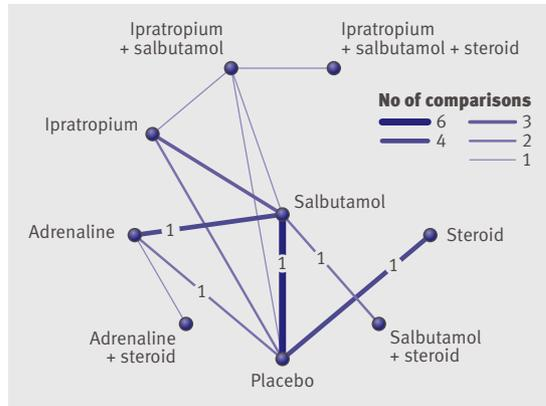 Ipratropium
+ salbutamol
Ipratropium
+ salbutamol + steroid
No of comparisons
6
3
4
2
1
Ipratropium
Salbutamol
Adrenaline
1
Steroid
1
1
1
1
Adrenaline
+ steroid
Salbutamol
+ steroid
Placebo